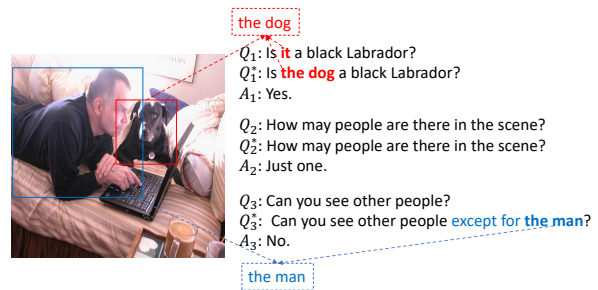 the dog
Q₁: Is it a black Labrador?
Q₁*: Is the dog a black Labrador?
A₁: Yes.
Q₂: How may people are there in the scene?
Q₂*: How may people are there in the scene?
A₂: Just one.
Q₃: Can you see other people?
Q₃*: Can you see other people except for the man?
A₃: No.
the man